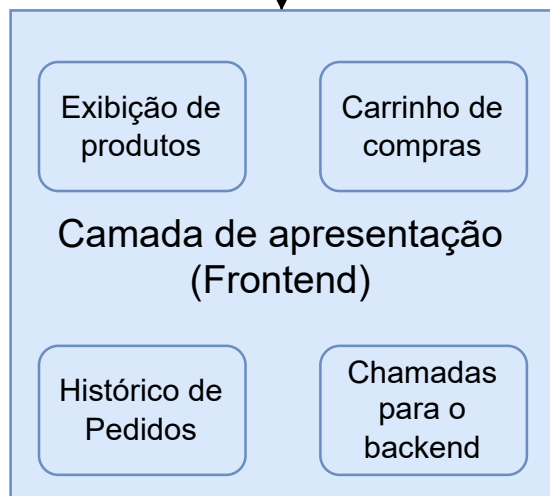 Exibição de
produtos
Carrinho de
compras
Camada de apresentação
(Frontend)
Histórico de
Pedidos
Chamadas
para o
backend